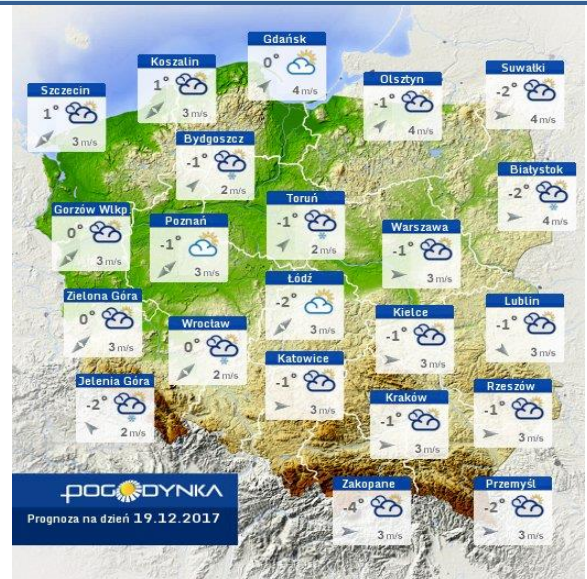 Gdańsk
0°
4 m/s
Koszalin
1°
3 m/s
Suwałki
-2°
4 m/s
Olsztyn
-1°
4 m/s
Szczecin
1°
3 m/s
Bydgoszcz
-1°
2 m/s
Białystok
-2°
4 m/s
Toruń
-1°
2 m/s
Gorzów Wlkp
0°
3 m/s
Poznań
-1°
3 m/s
Warszawa
-1°
3 m/s
Łódź
-2°
3 m/s
Zielona Góra
0°
3 m/s
Lublin
-1°
3 m/s
Kielce
-1°
3 m/s
Wrocław
0°
2 m/s
Katowice
-1°
3 m/s
Jelenia Góra
-2°
2 m/s
Rzeszów
-1°
3 m/s
Kraków
-1°
3 m/s
Zakopane
-4°
3 m/s
Przemyśl
-2°
3 m/s
POGODYNKA
Prognoza na dzień 19.12.2017